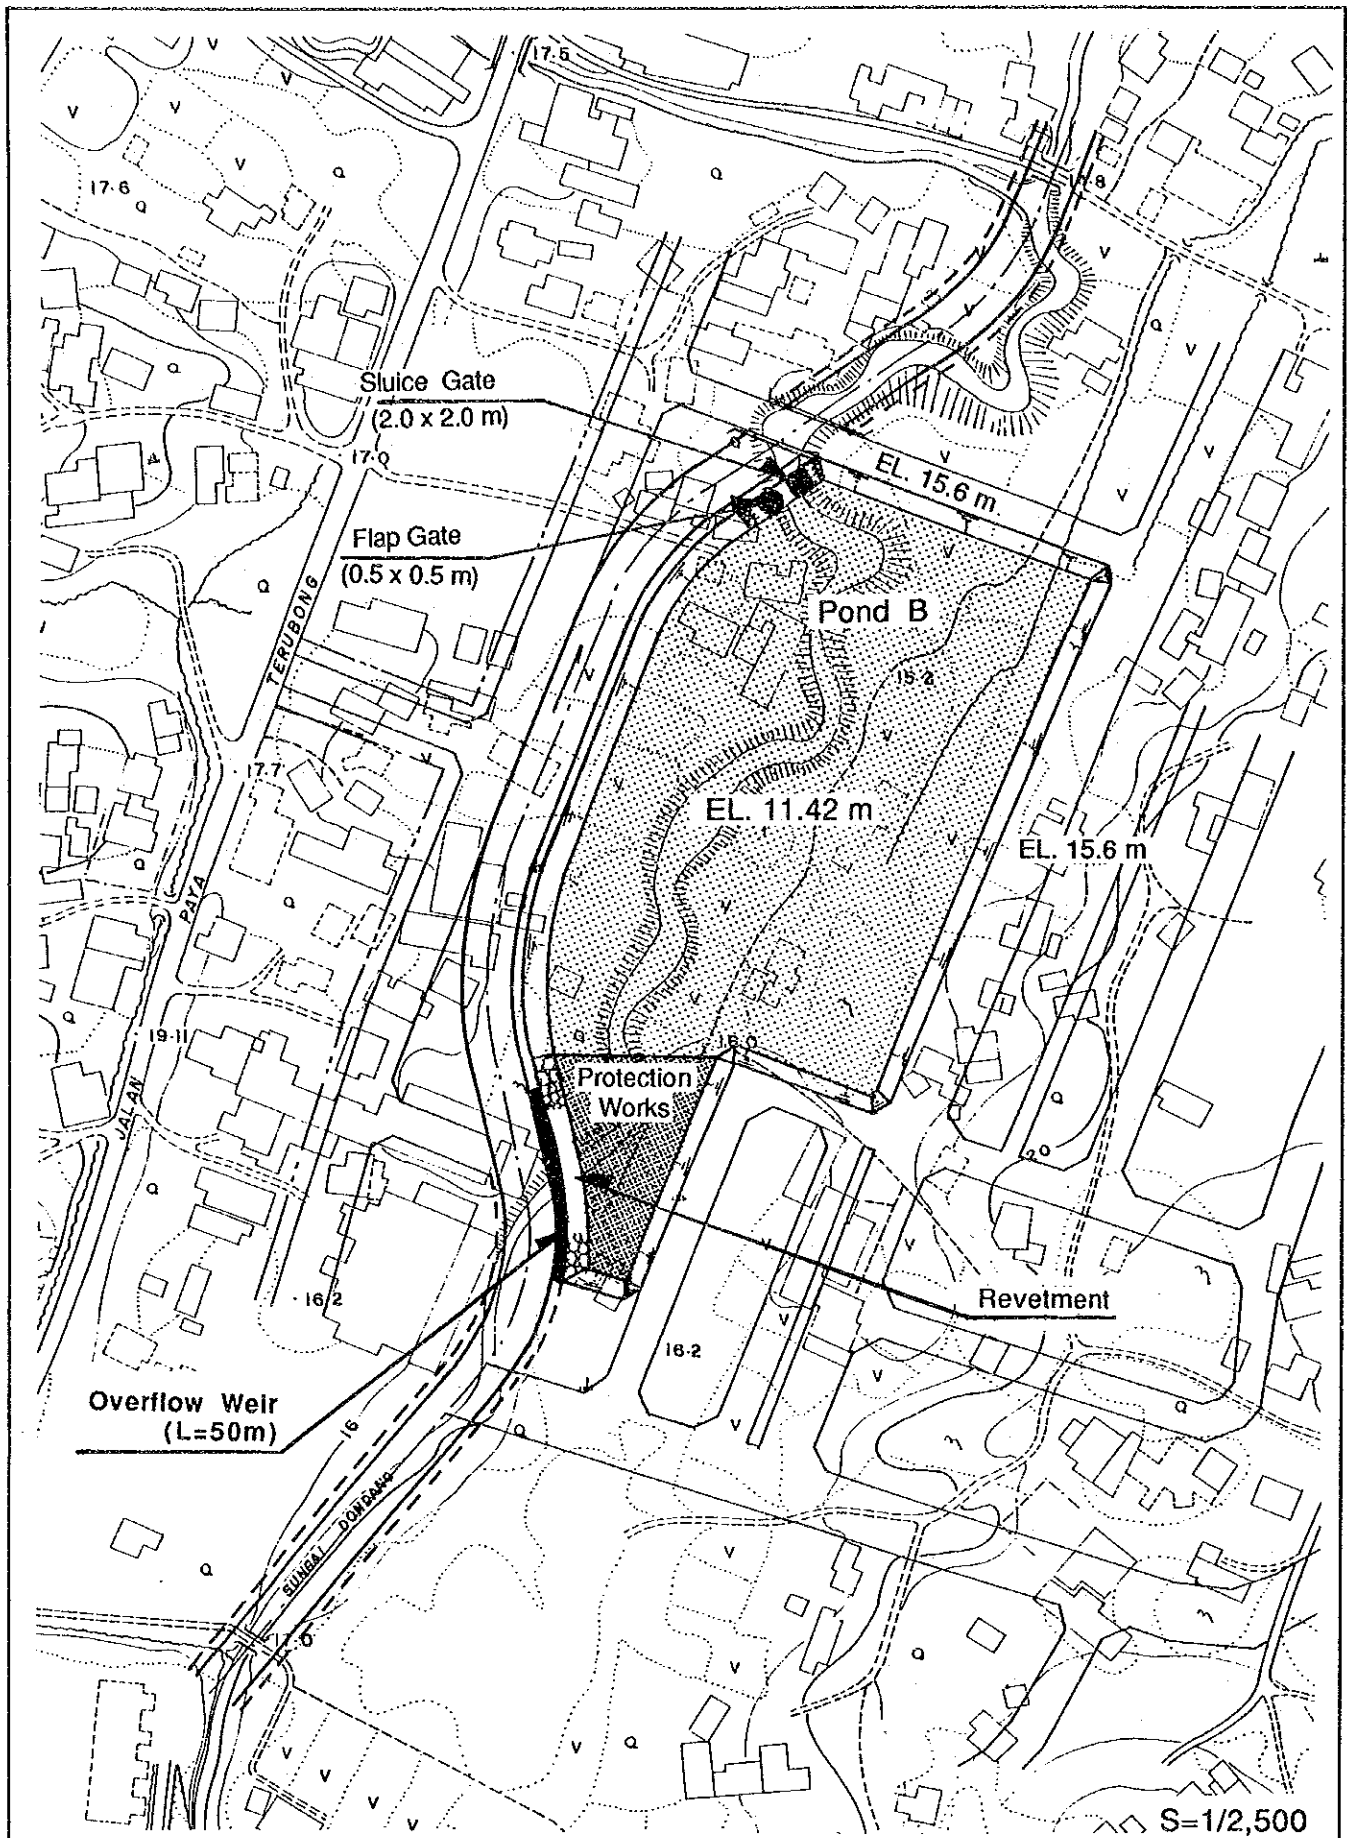 17.5
17.6
17.8
Sluice Gate
(2.0 x 2.0 m)
17.0
EL. 15.6 m
Flap Gate
(0.5 x 0.5 m)
Pond B
TERUBONG
15.2
17.7
EL. 11.42 m
EL. 15.6 m
PAYA
19.11
16.0
Protection
Works
JALAN
20
16.2
Revetment
16.2
Overflow Weir
(L=50m)
16
SUNGAI DONDANG
17.0
S=1/2,500